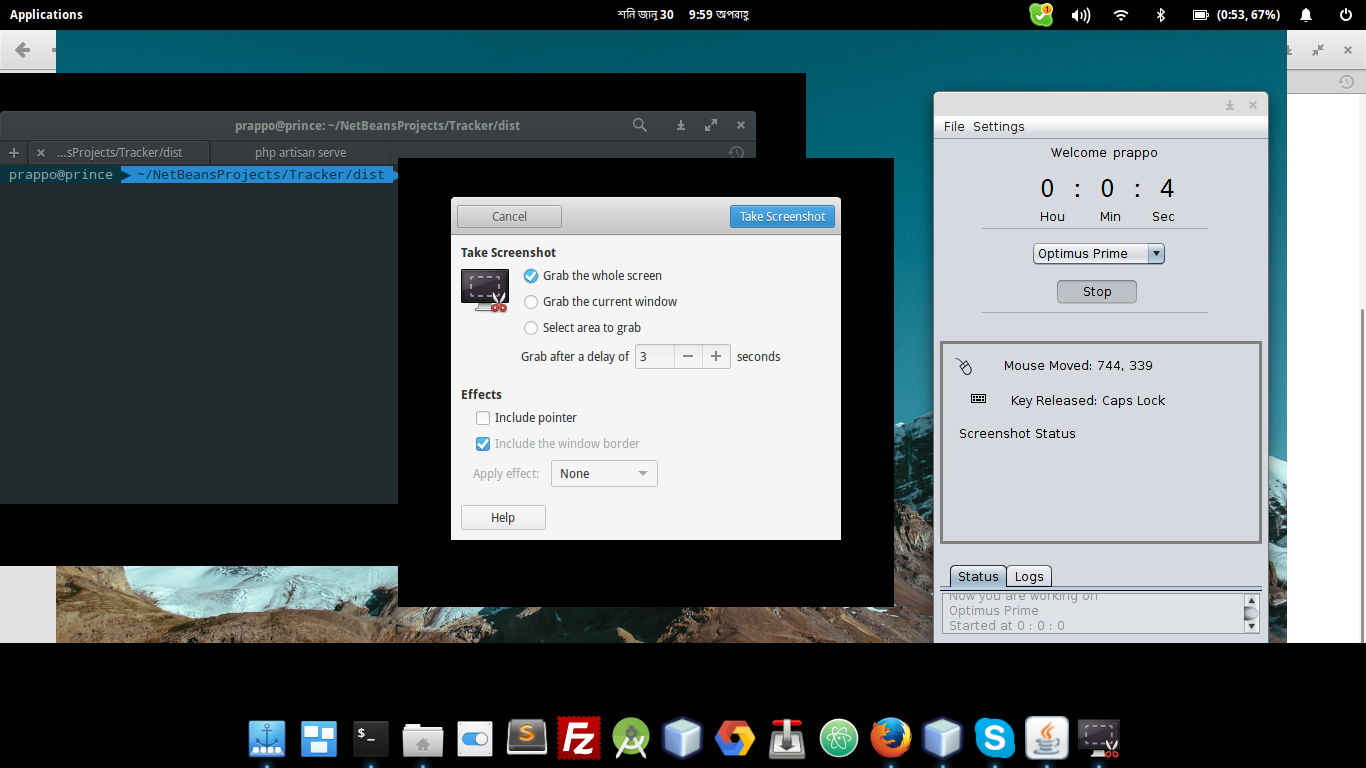 Applications
শনি জানু 30 9:59 অপরাহ্ণ
1
(0:53, 67%)
prappo@prince: ~/NetBeansProjects/Tracker/dist
...sProjects/Tracker/dist
php artisan serve
prappo@prince ~/NetBeansProjects/Tracker/dist
Cancel
Take Screenshot
Take Screenshot
Grab the whole screen
Grab the current window
Select area to grab
Grab after a delay of 3 seconds
Effects
Include pointer
Include the window border
Apply effect: None
Help
File Settings
Welcome prappo
0 : 0 : 4
Hou Min Sec
Optimus Prime
Stop
Mouse Moved: 744, 339
Key Released: Caps Lock
Screenshot Status
Status Logs
Now you are working on
Optimus Prime
Started at 0 : 0 : 0
$_
S
Fz
S